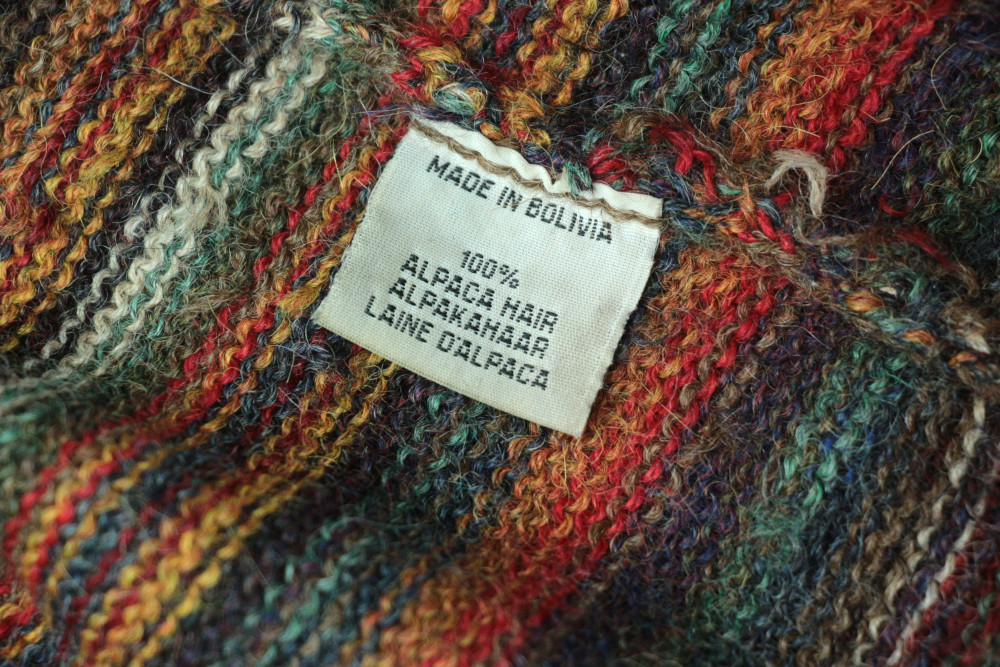 MADE IN BOLIVIA
100%
ALPACA HAIR
ALPAKAHAAR
LAINE D'ALPACA